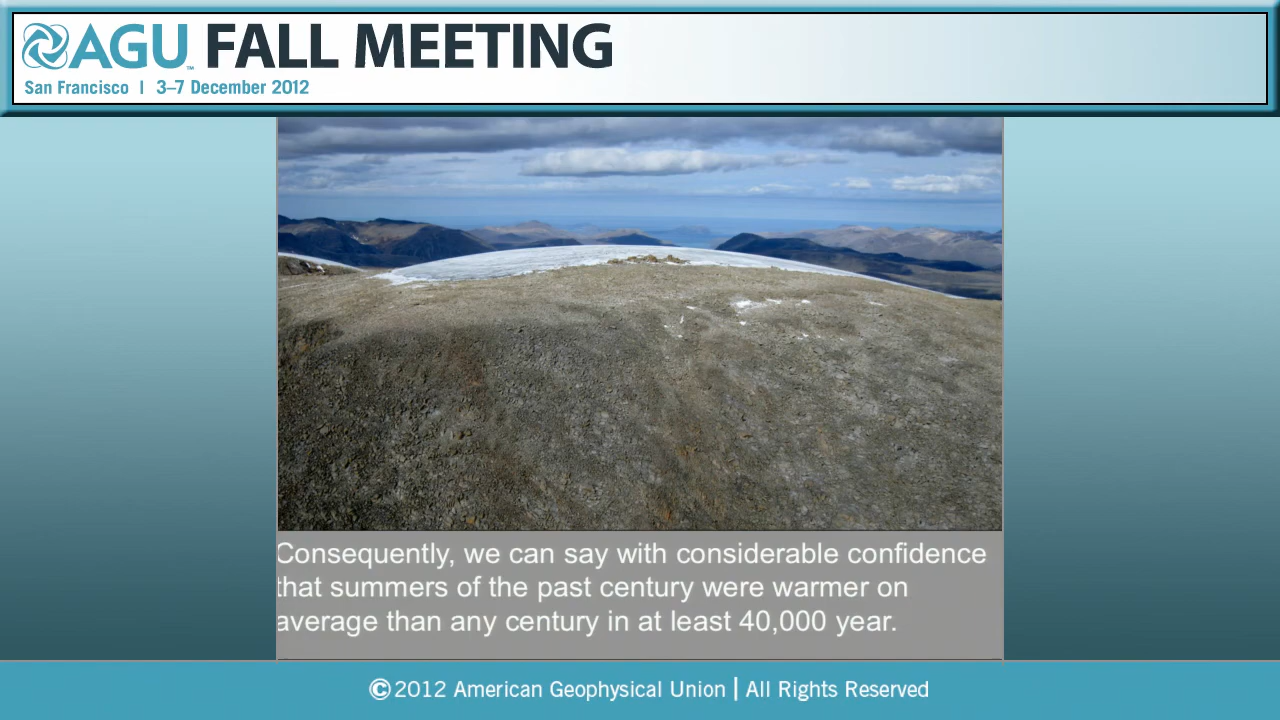 AGU™ FALL MEETING
San Francisco | 3–7 December 2012
Consequently, we can say with considerable confidence
that summers of the past century were warmer on
average than any century in at least 40,000 year.
©2012 American Geophysical Union | All Rights Reserved